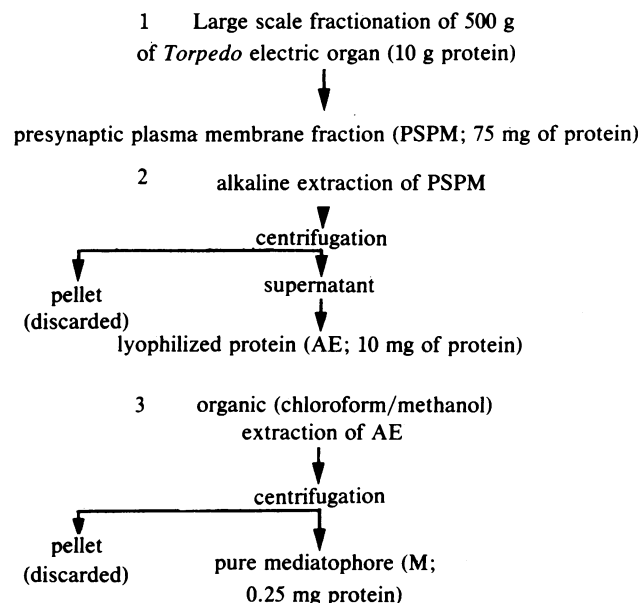 1 Large scale fractionation of 500 g
of Torpedo electric organ (10 g protein)
presynaptic plasma membrane fraction (PSPM; 75 mg of protein)
2 alkaline extraction of PSPM
centrifugation
pellet
(discarded)
supernatant
lyophilized protein (AE; 10 mg of protein)
3 organic (chloroform/methanol)
extraction of AE
centrifugation
pellet
(discarded)
pure mediatophore (M;
0.25 mg protein)